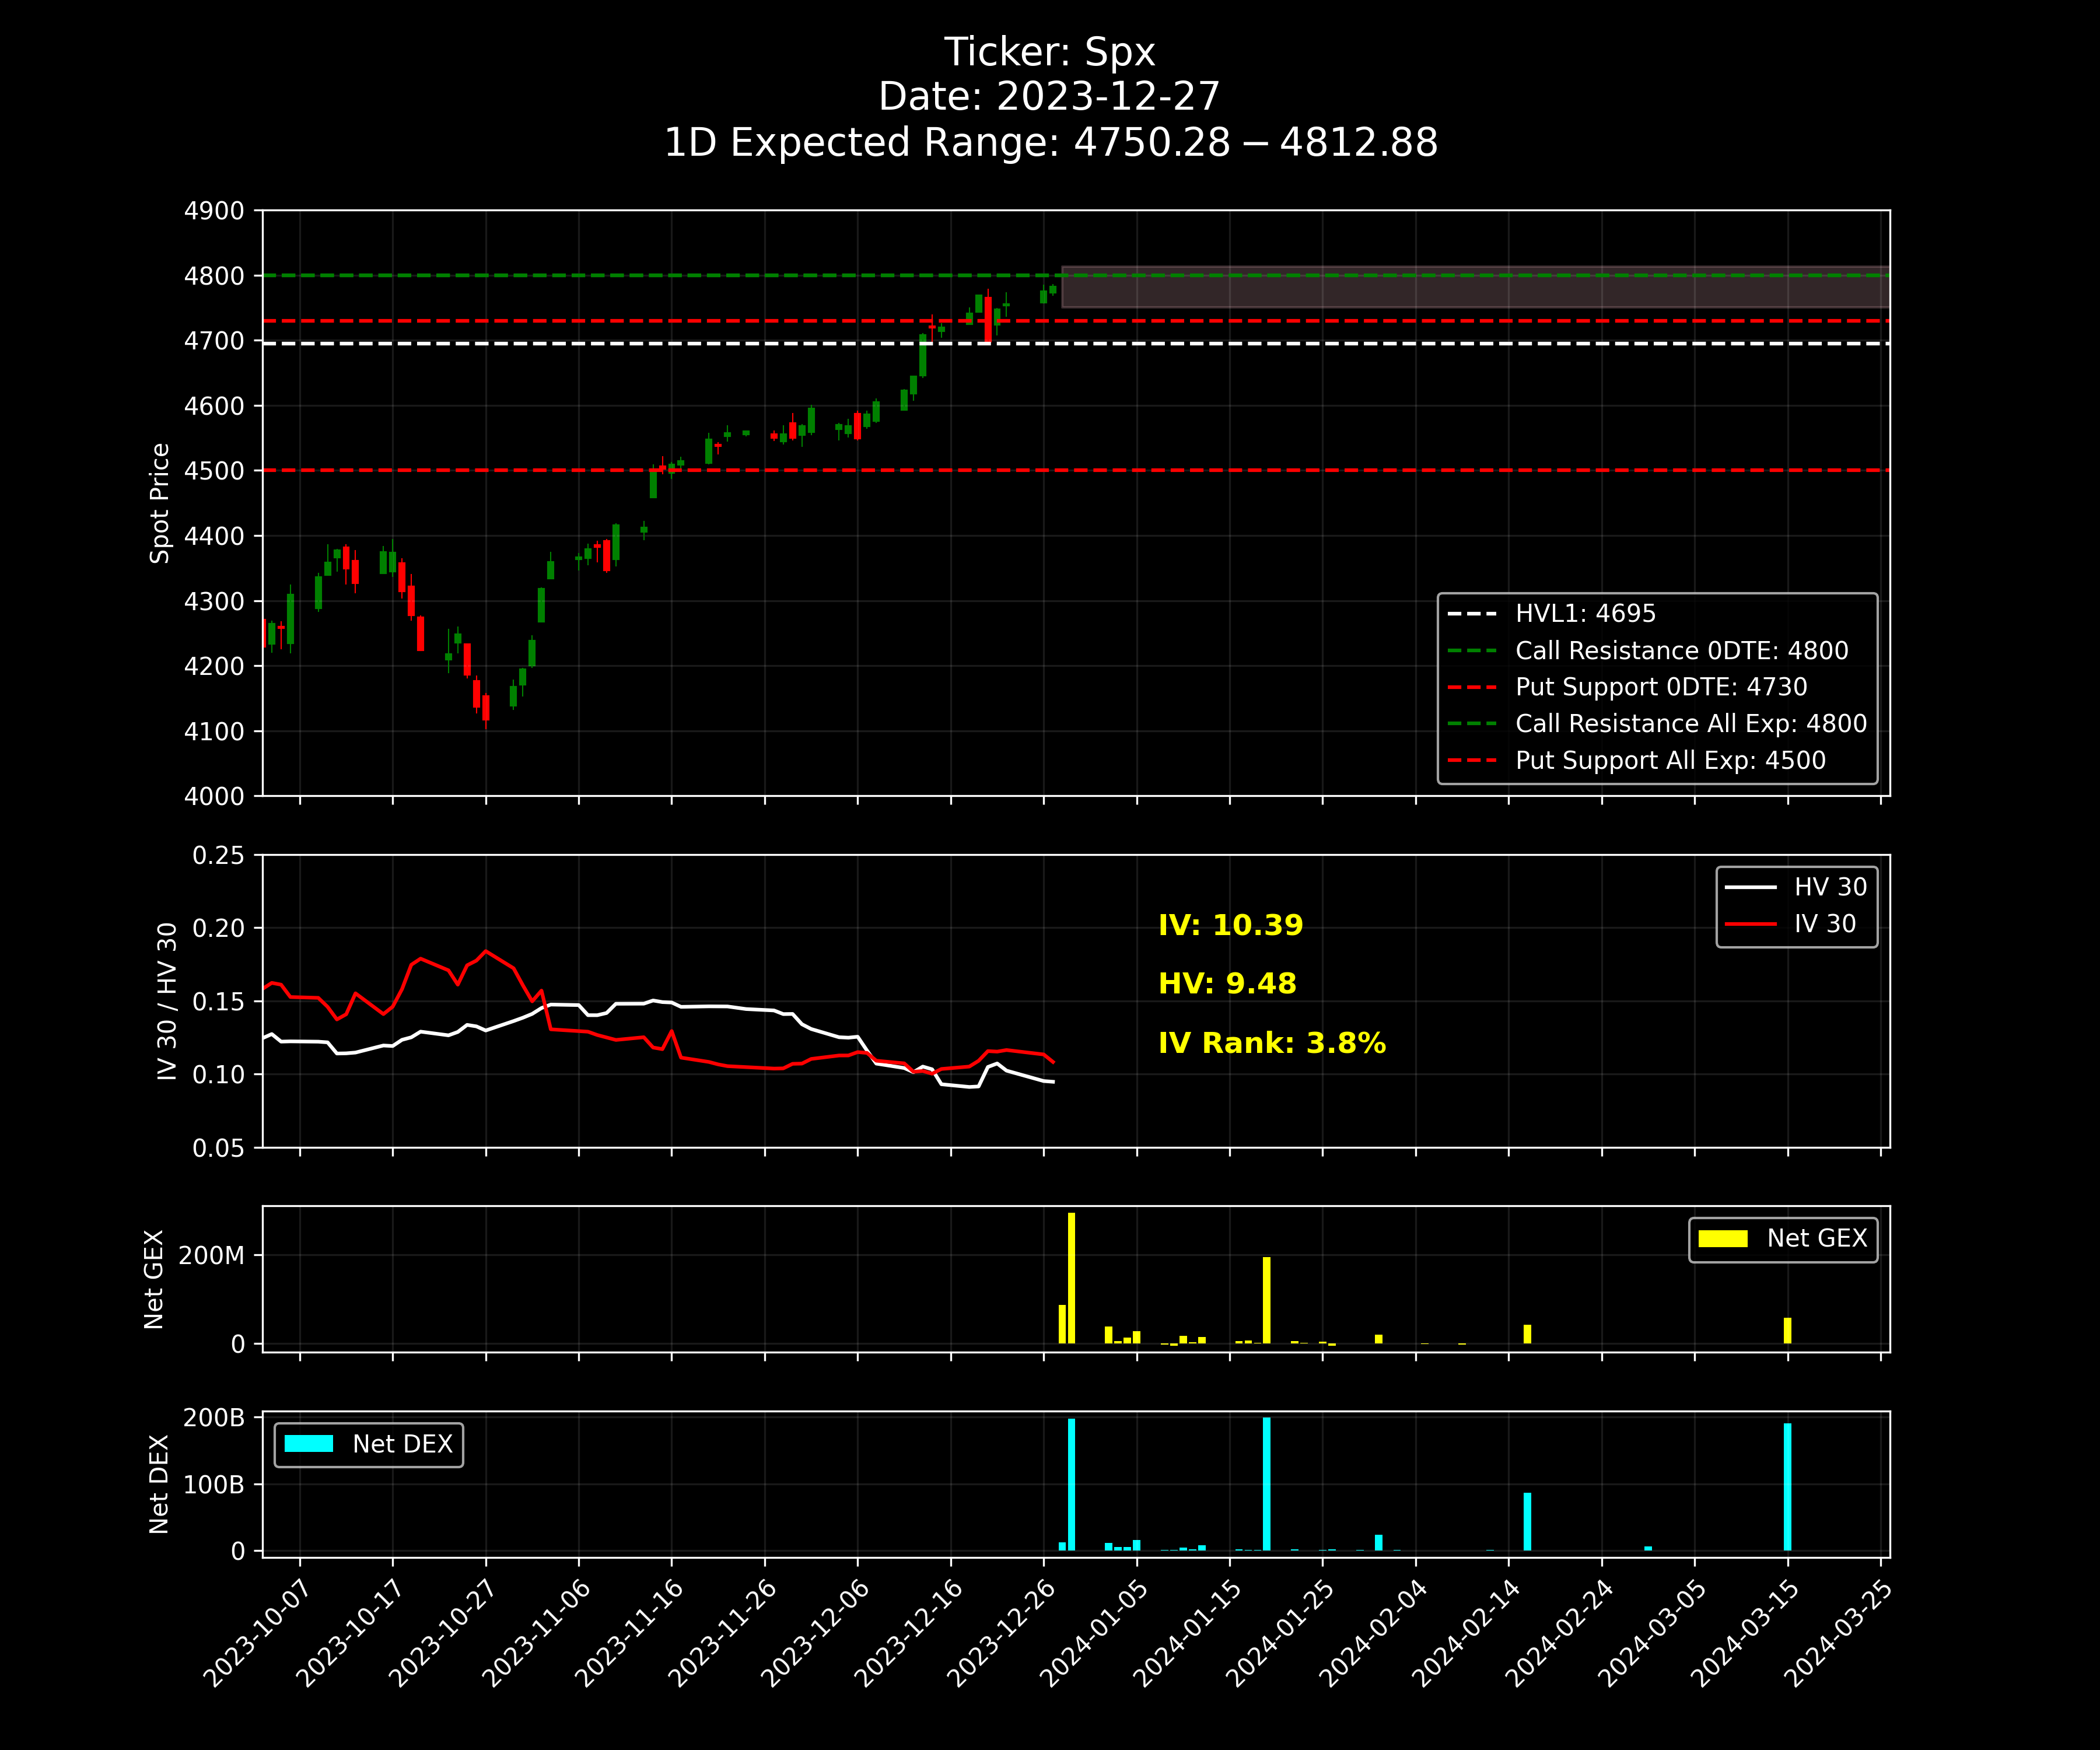 Ticker: Spx
Date: 2023-12-27
1D Expected Range: 4750.28 − 4812.88
Spot Price
4900
4800
4700
4600
4500
4400
4300
4200
4100
4000
HVL1: 4695
Call Resistance 0DTE: 4800
Put Support 0DTE: 4730
Call Resistance All Exp: 4800
Put Support All Exp: 4500
IV 30 / HV 30
0.25
0.20
0.15
0.10
0.05
IV: 10.39
HV: 9.48
IV Rank: 3.8%
HV 30
IV 30
Net GEX
200M
0
Net GEX
Net DEX
200B
100B
0
Net DEX
2023-10-07
2023-10-17
2023-10-27
2023-11-06
2023-11-16
2023-11-26
2023-12-06
2023-12-16
2023-12-26
2024-01-05
2024-01-15
2024-01-25
2024-02-04
2024-02-14
2024-02-24
2024-03-05
2024-03-15
2024-03-25